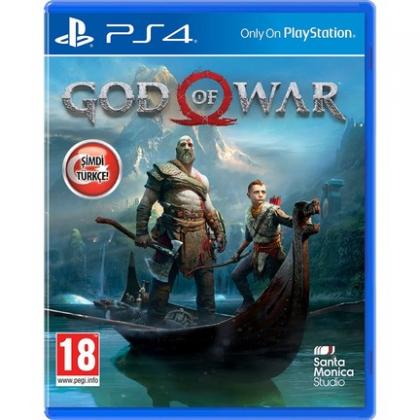 PS4
Only On PlayStation®
GOD OF WAR
ŞİMDİ
TÜRKÇE!
18
www.pegi.info
Santa
Monica
Studio